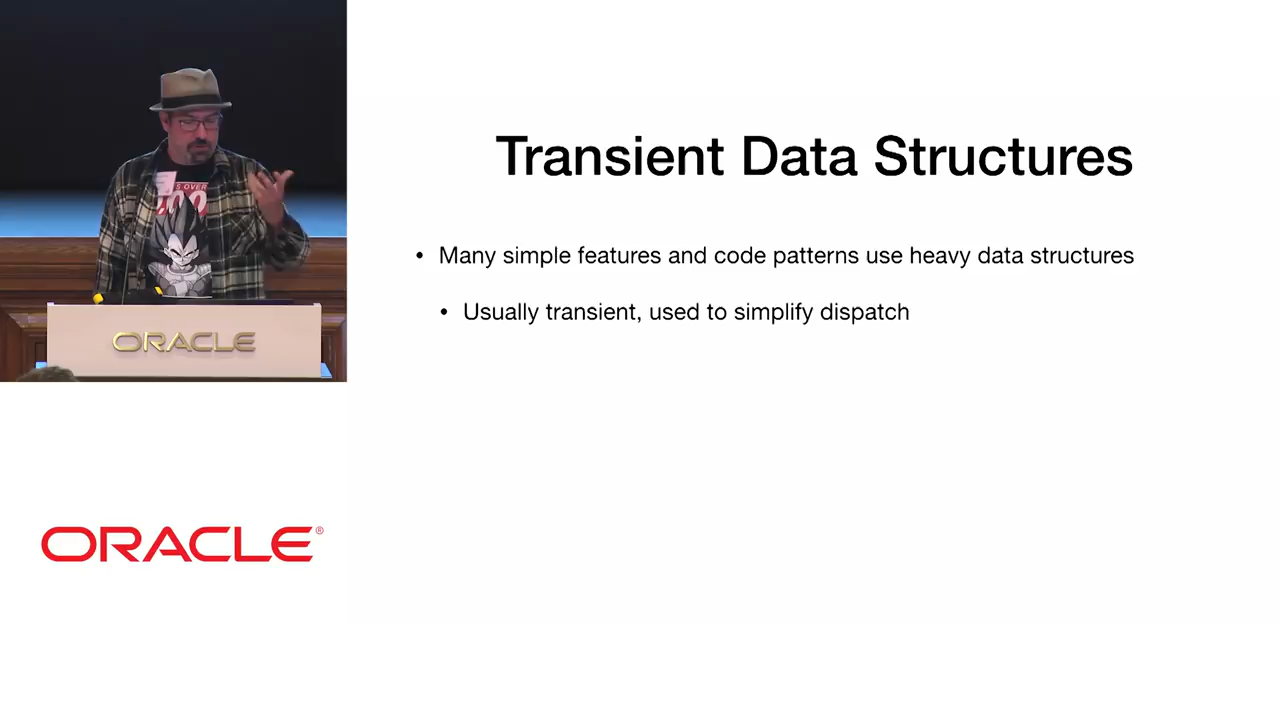 Transient Data Structures
• Many simple features and code patterns use heavy data structures
• Usually transient, used to simplify dispatch
S OVER
ORACLE
ORACLE®